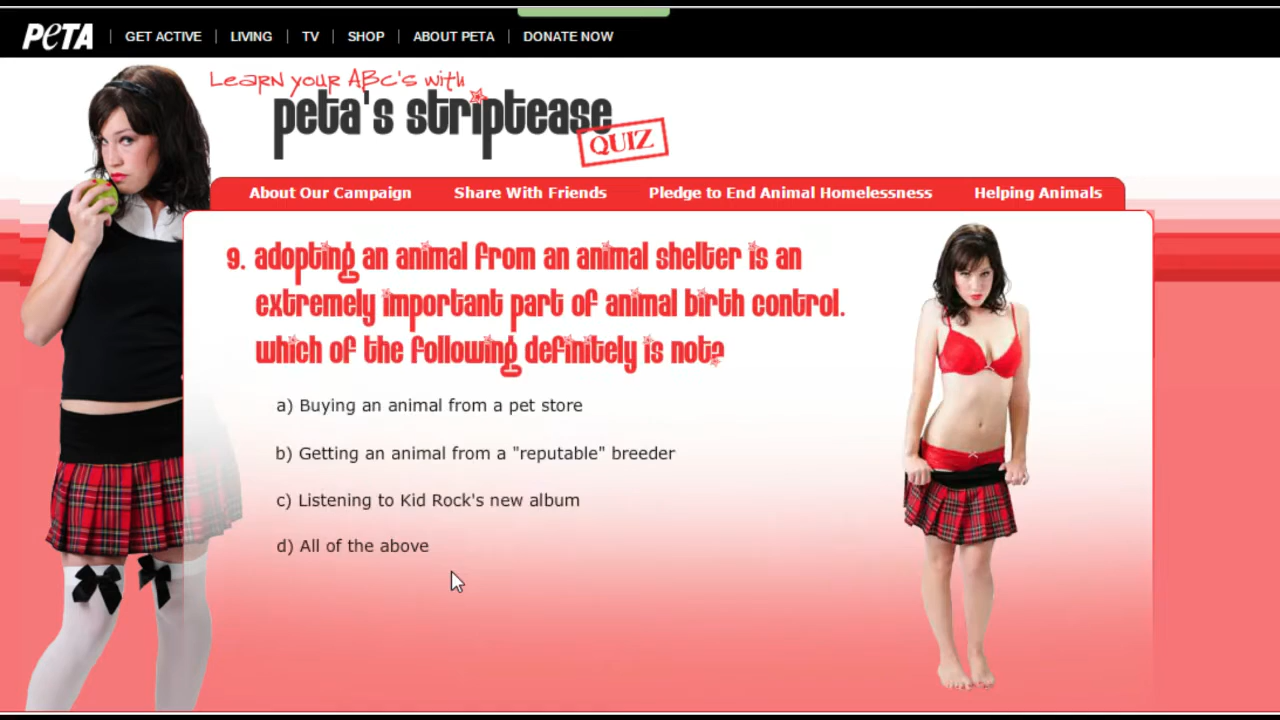 PETA | GET ACTIVE | LIVING | TV | SHOP | ABOUT PETA | DONATE NOW
Learn your ABC's with
peta's striptease
QUIZ
About Our Campaign Share With Friends Pledge to End Animal Homelessness Helping Animals
9. adopting an animal from an animal shelter is an
extremely important part of animal birth control.
which of the following definitely is not?
a) Buying an animal from a pet store
b) Getting an animal from a "reputable" breeder
c) Listening to Kid Rock's new album
d) All of the above